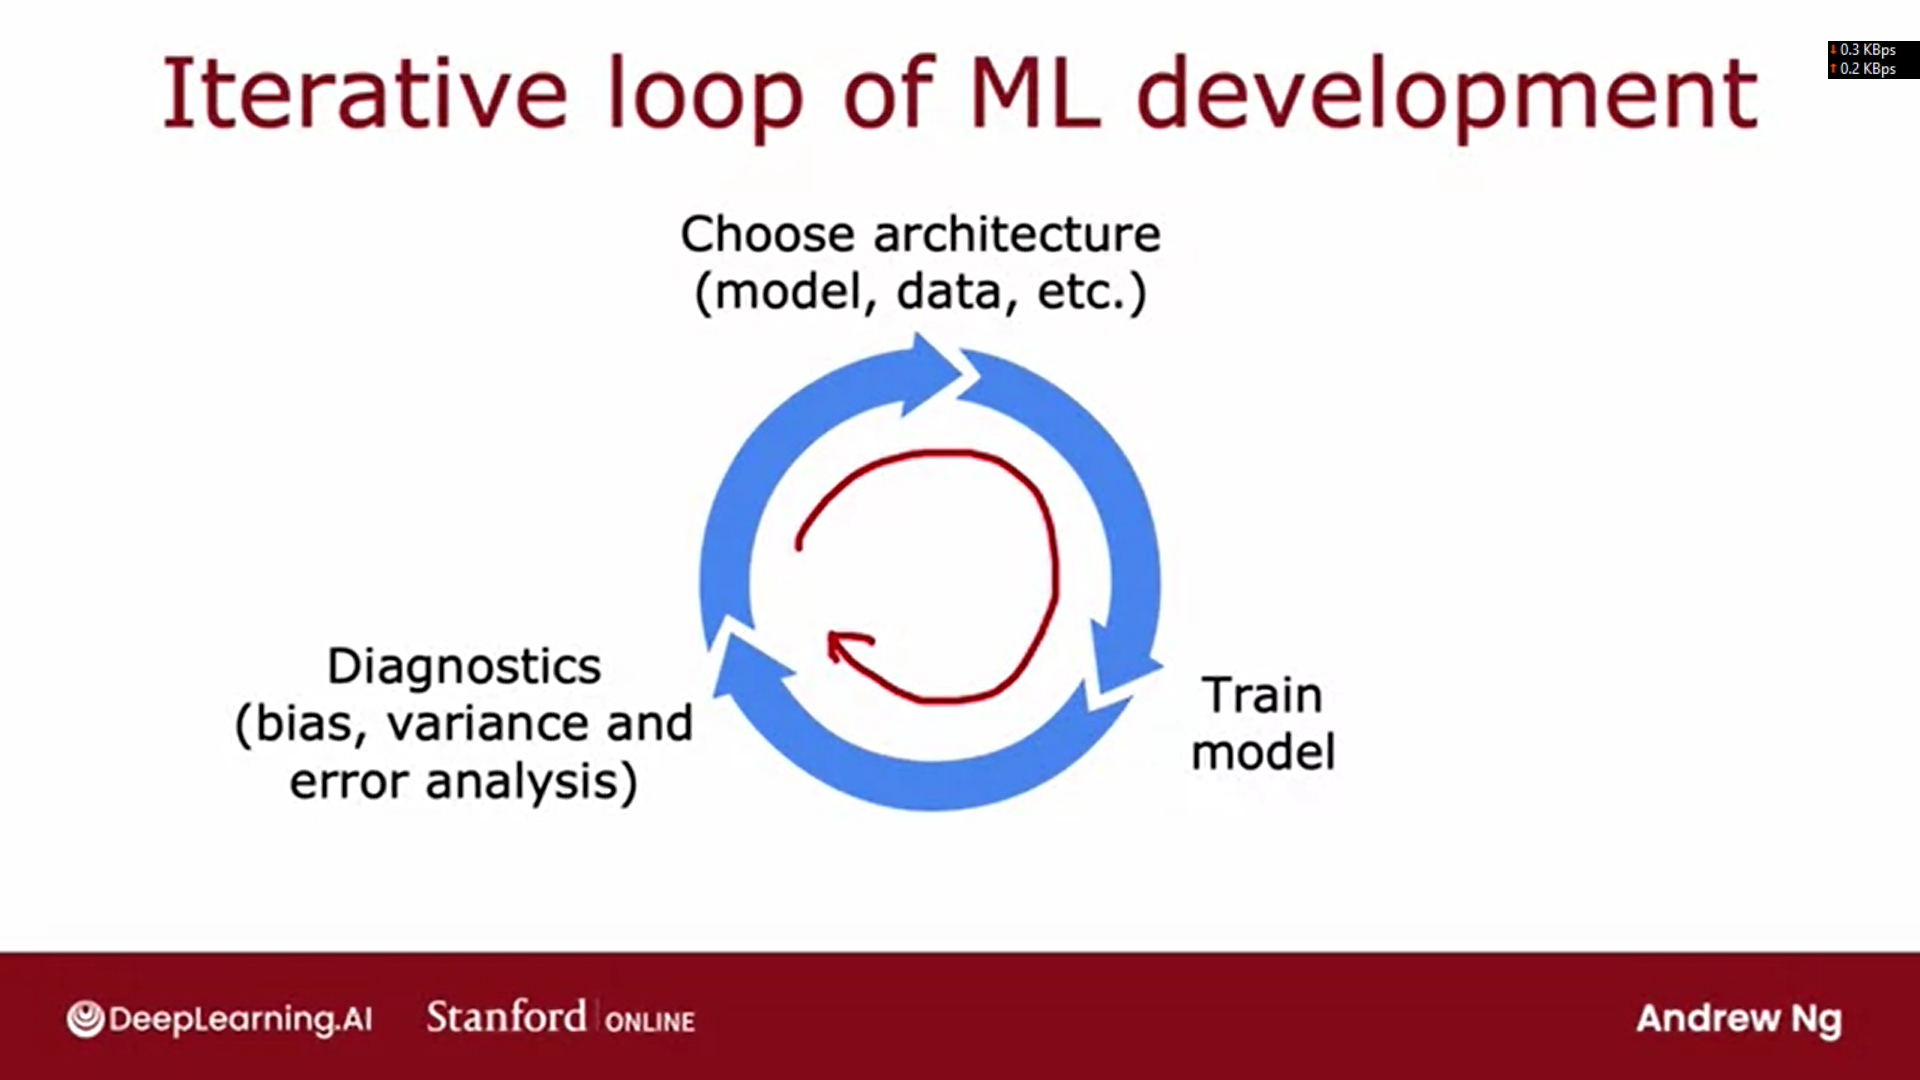 Iterative loop of ML development
↓ 0.3 KBps
↑ 0.2 KBps
Choose architecture
(model, data, etc.)
Diagnostics
(bias, variance and
error analysis)
Train
model
DeepLearning.AI
Stanford | ONLINE
Andrew Ng